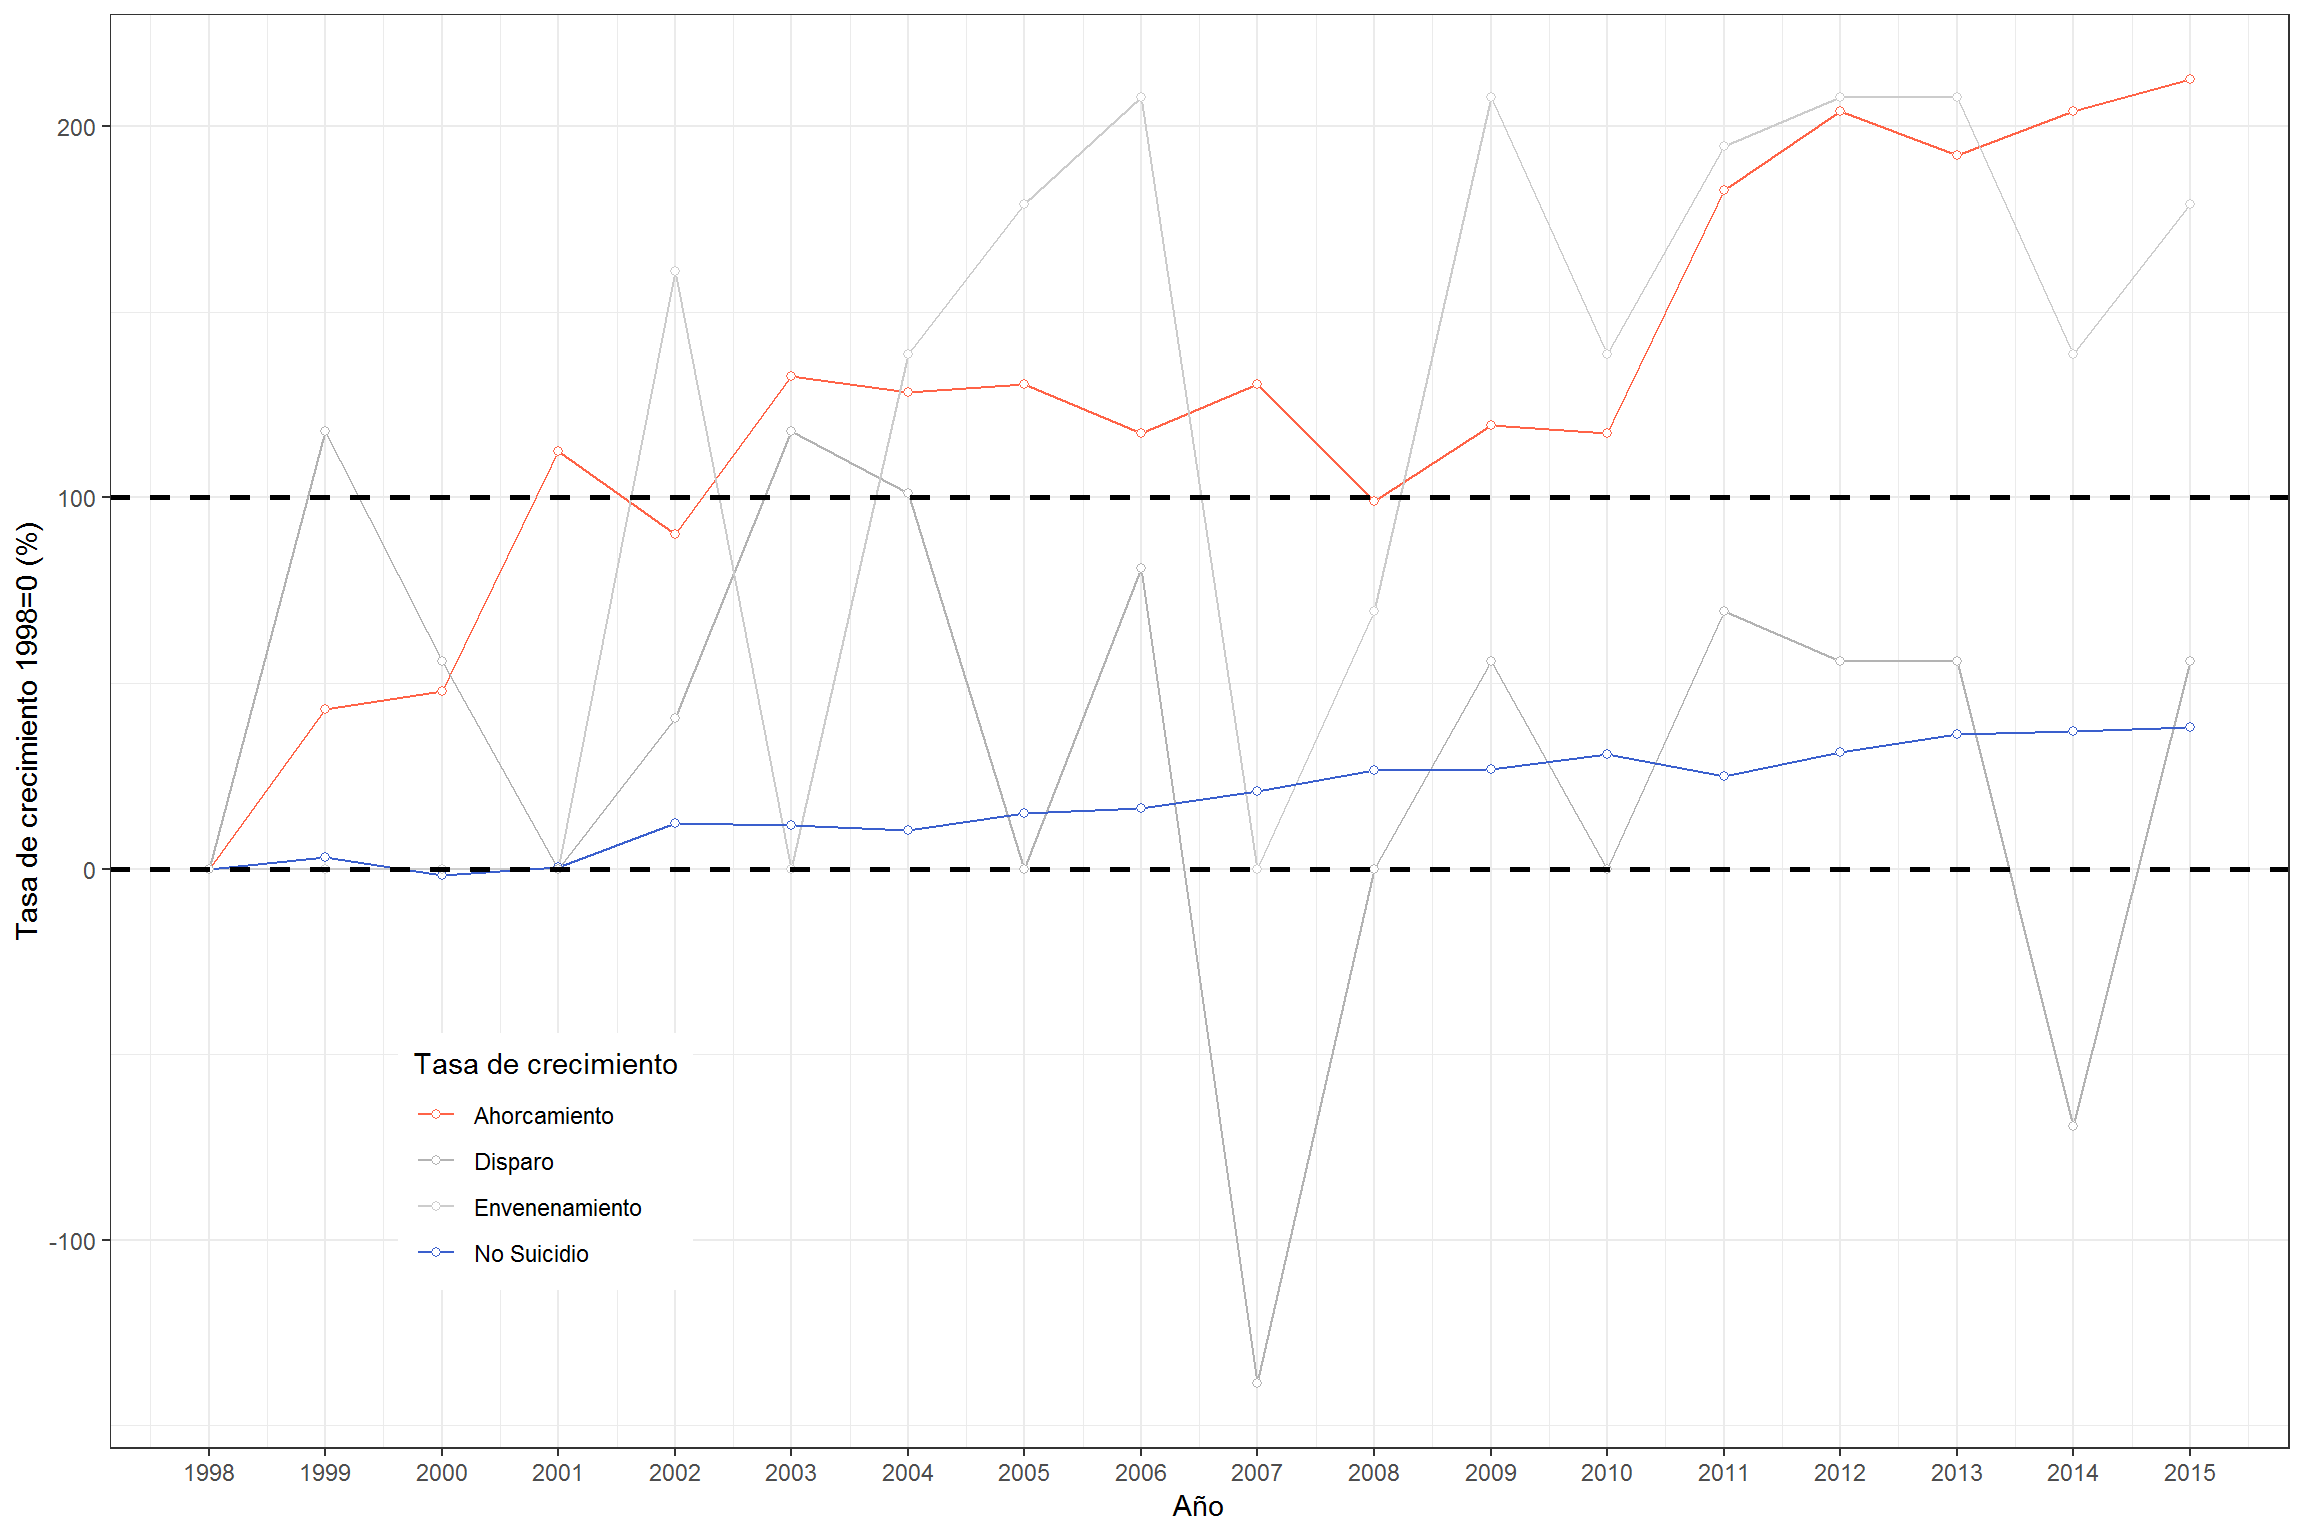 Tasa de crecimiento 1998=0 (%)
200
100
0
-100
Tasa de crecimiento
Ahorcamiento
Disparo
Envenenamiento
No Suicidio
1998 1999 2000 2001 2002 2003 2004 2005 2006 2007 2008 2009 2010 2011 2012 2013 2014 2015
Año